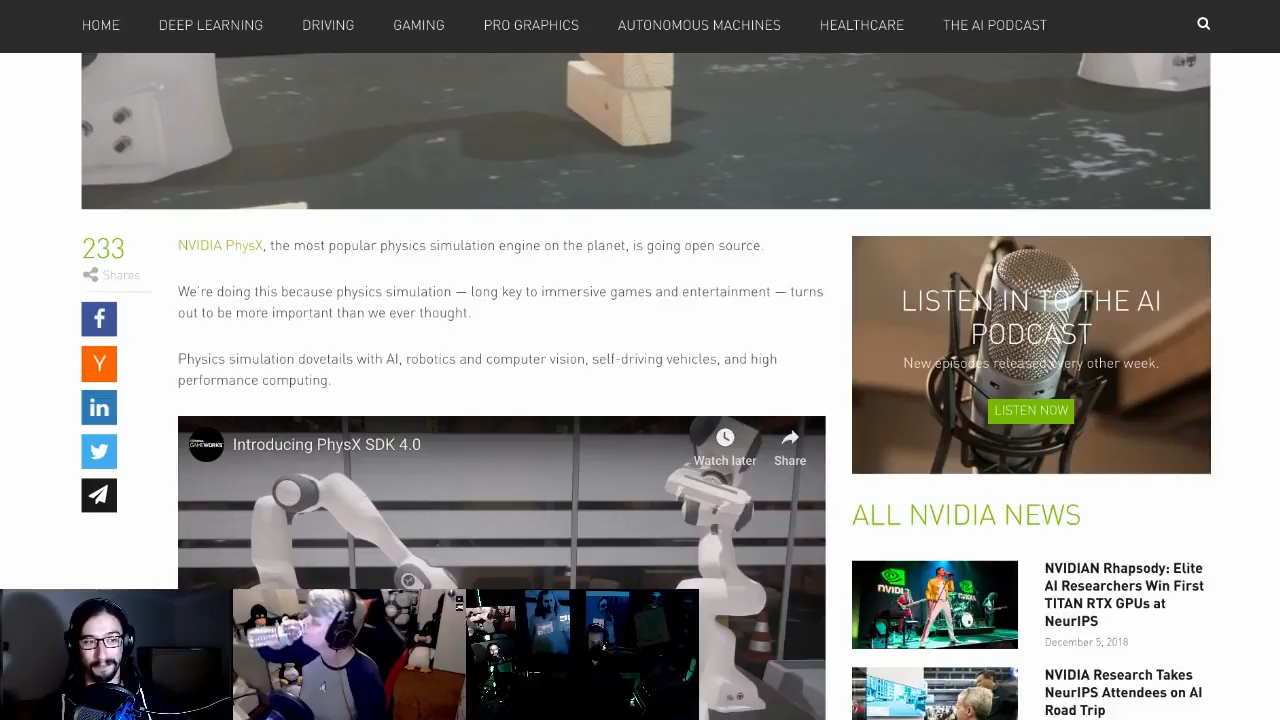 HOME DEEP LEARNING DRIVING GAMING PRO GRAPHICS AUTONOMOUS MACHINES HEALTHCARE THE AI PODCAST
233
Shares
NVIDIA PhysX, the most popular physics simulation engine on the planet, is going open source.
We're doing this because physics simulation — long key to immersive games and entertainment — turns
out to be more important than we ever thought.
Physics simulation dovetails with AI, robotics and computer vision, self-driving vehicles, and high
performance computing.
Introducing PhysX SDK 4.0
Watch later
Share
LISTEN IN TO THE AI
PODCAST
New episodes released every other week.
LISTEN NOW
ALL NVIDIA NEWS
NVIDIAN Rhapsody: Elite
AI Researchers Win First
TITAN RTX GPUs at
NeurIPS
December 5, 2018
NVIDIA Research Takes
NeurIPS Attendees on AI
Road Trip